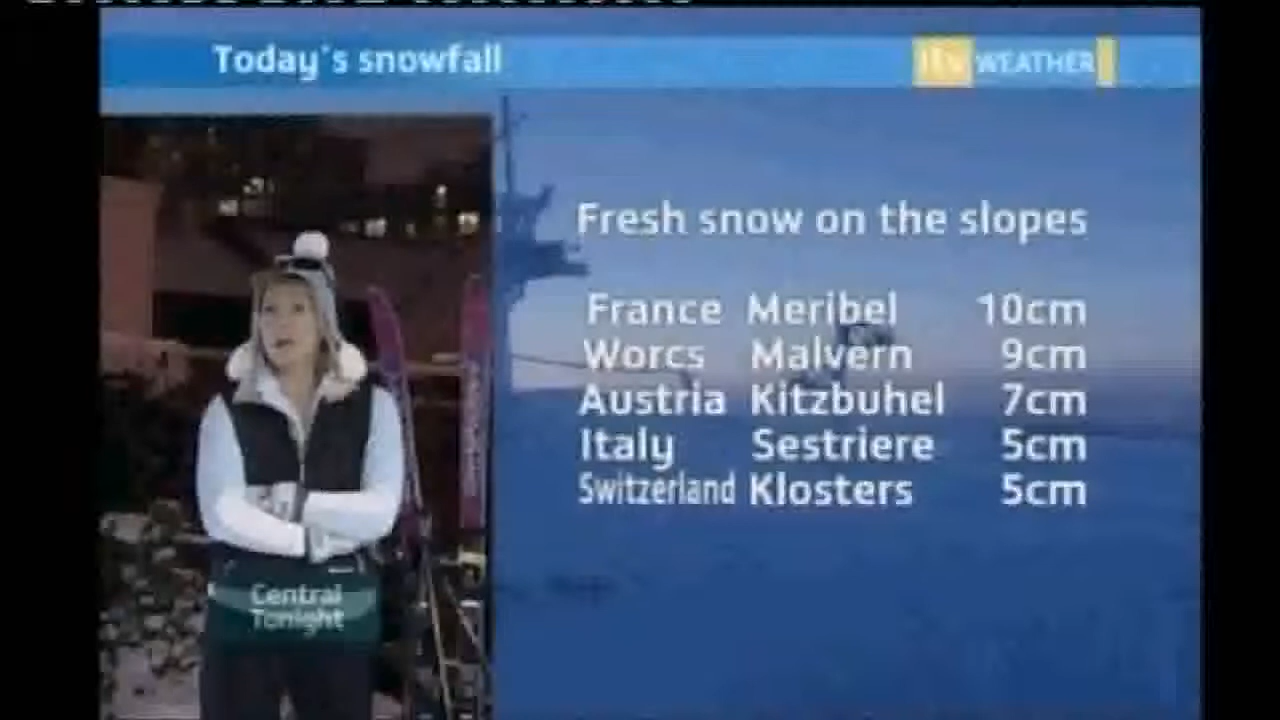 Today's snowfall
itv WEATHER
Fresh snow on the slopes
France Meribel 10cm
Worcs Malvern 9cm
Austria Kitzbuhel 7cm
Italy Sestriere 5cm
Switzerland Klosters 5cm
Central
Tonight